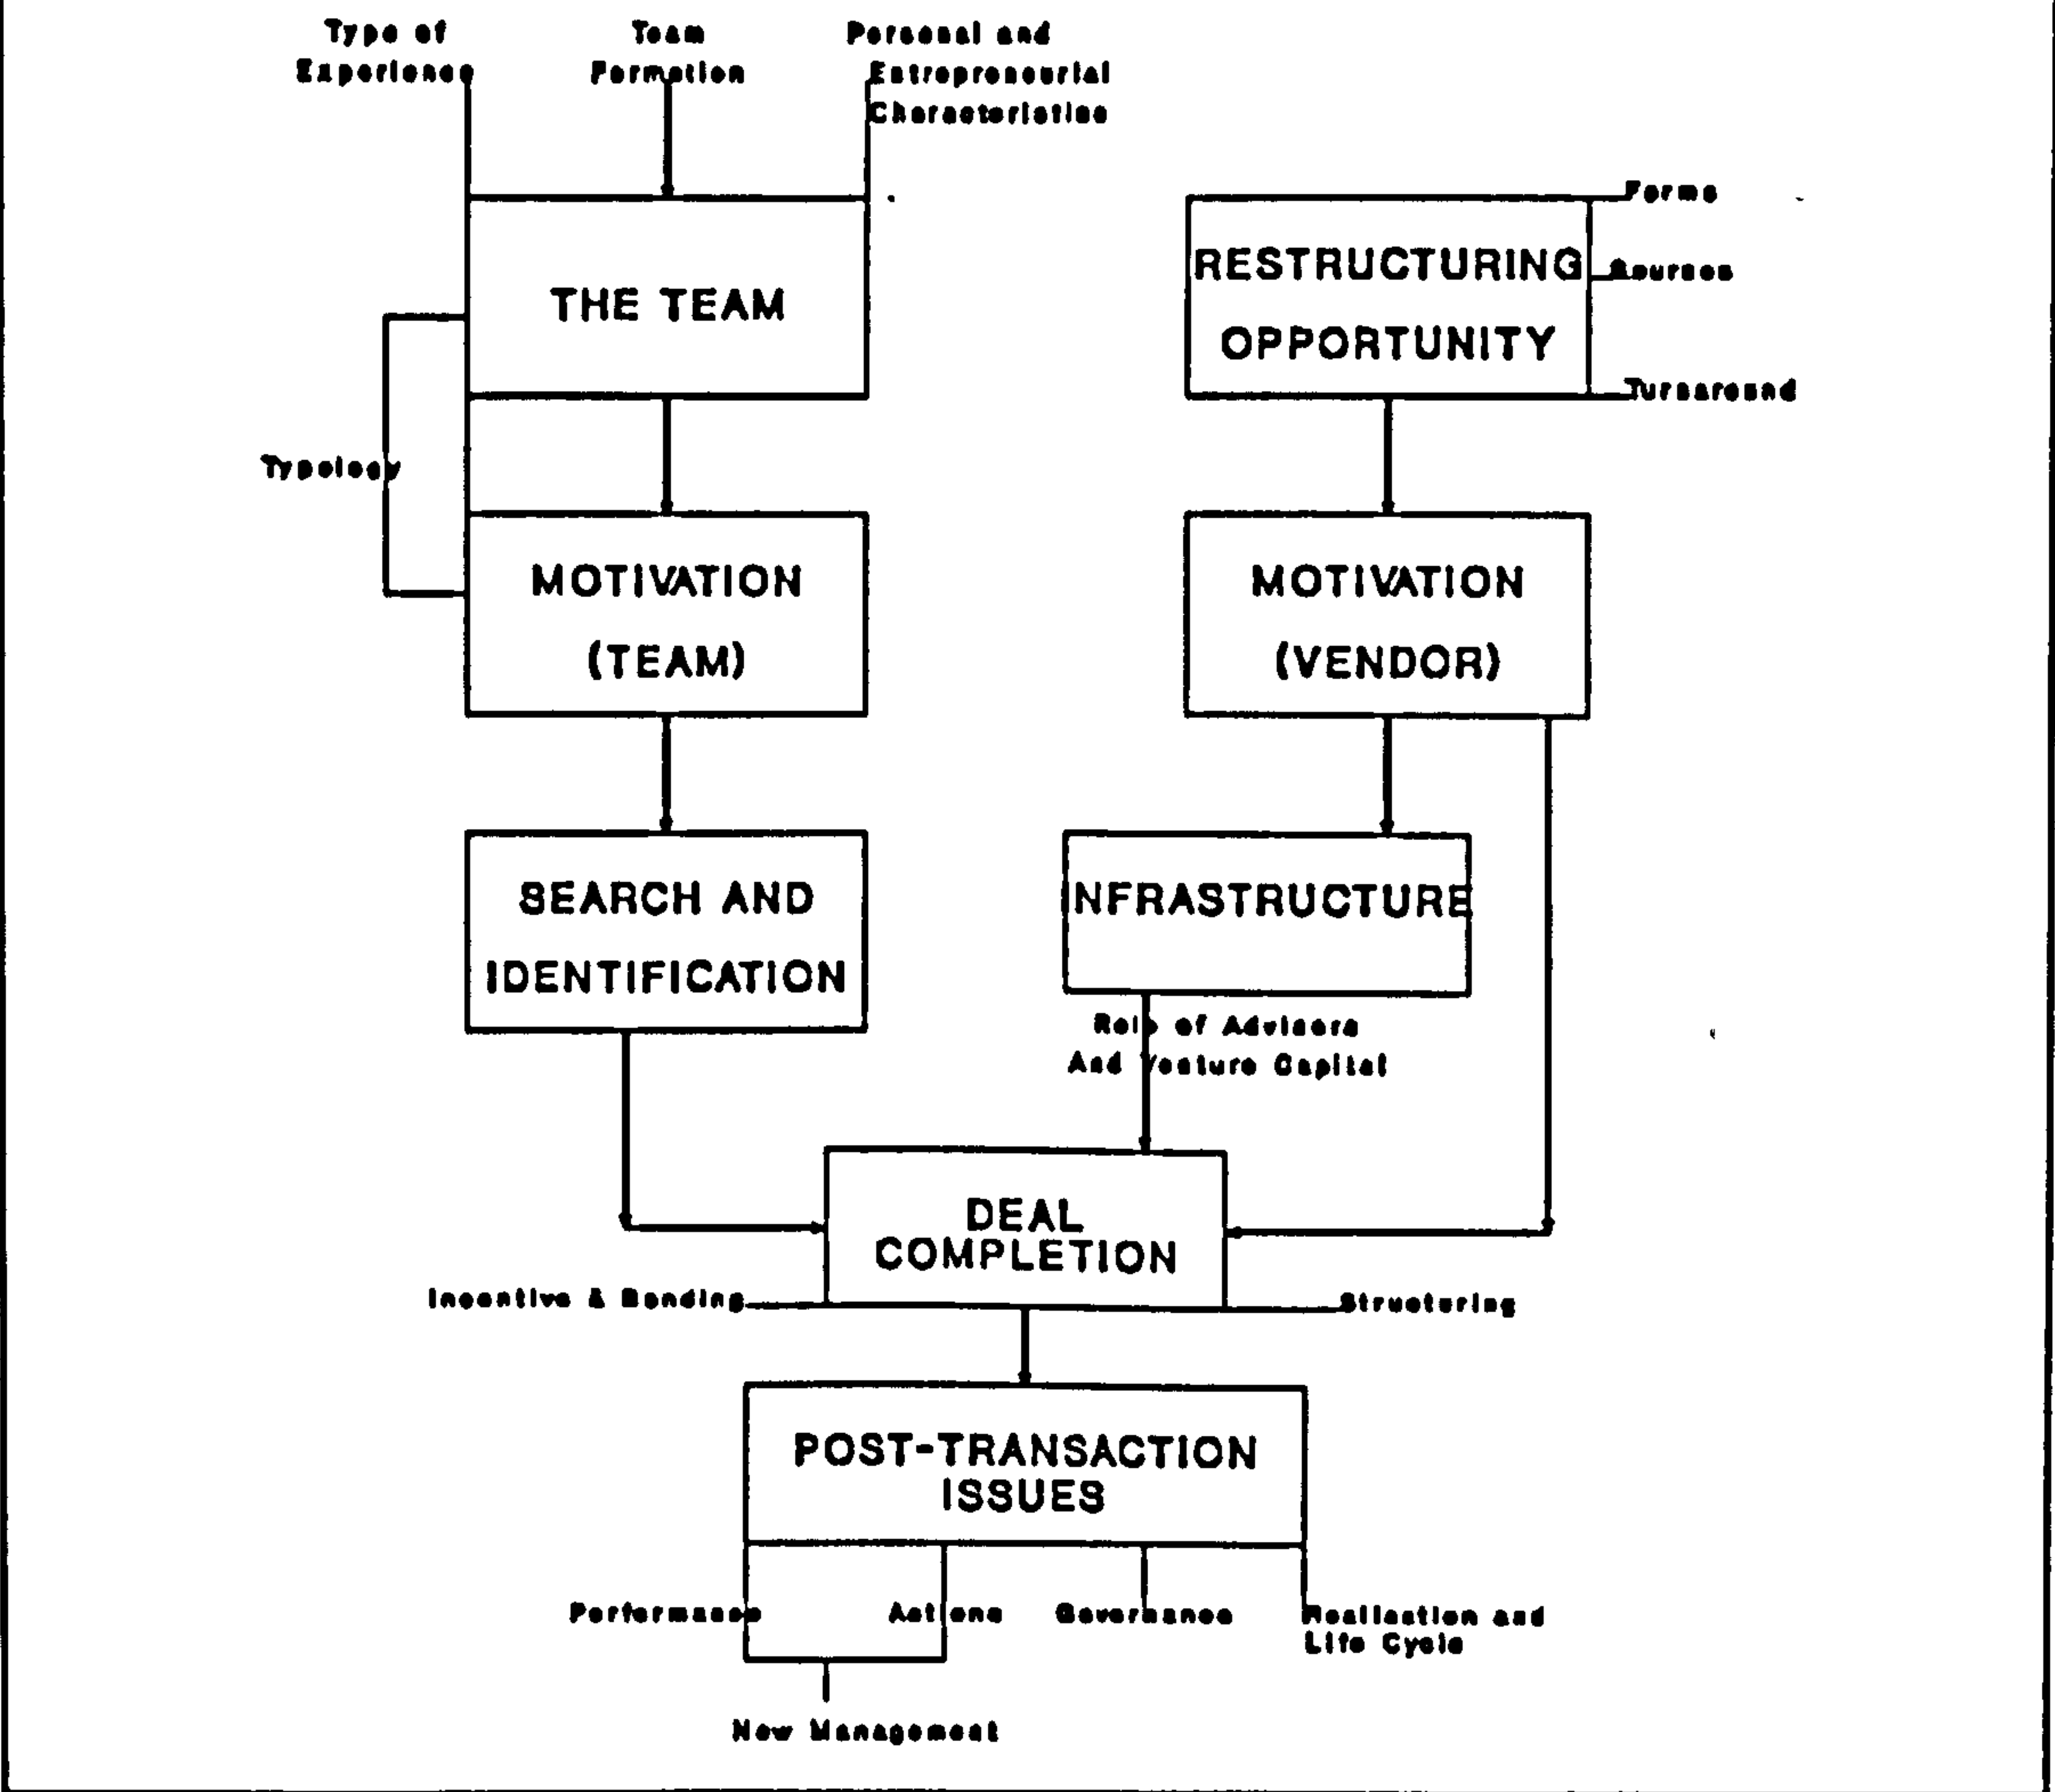 Type of
Experience
Team
Formation
Personal and
Entrepreneurial
Characteristics
THE TEAM
RESTRUCTURING
OPPORTUNITY
Forms
Sources
Turnaround
Typology
MOTIVATION
(TEAM)
MOTIVATION
(VENDOR)
SEARCH AND
IDENTIFICATION
INFRASTRUCTURE
Role of Advisors
And Venture Capital
DEAL
COMPLETION
Incentive & Bonding
Structuring
POST-TRANSACTION
ISSUES
Performance
Actions
Governance
Realisation and
Life Cycle
New Management